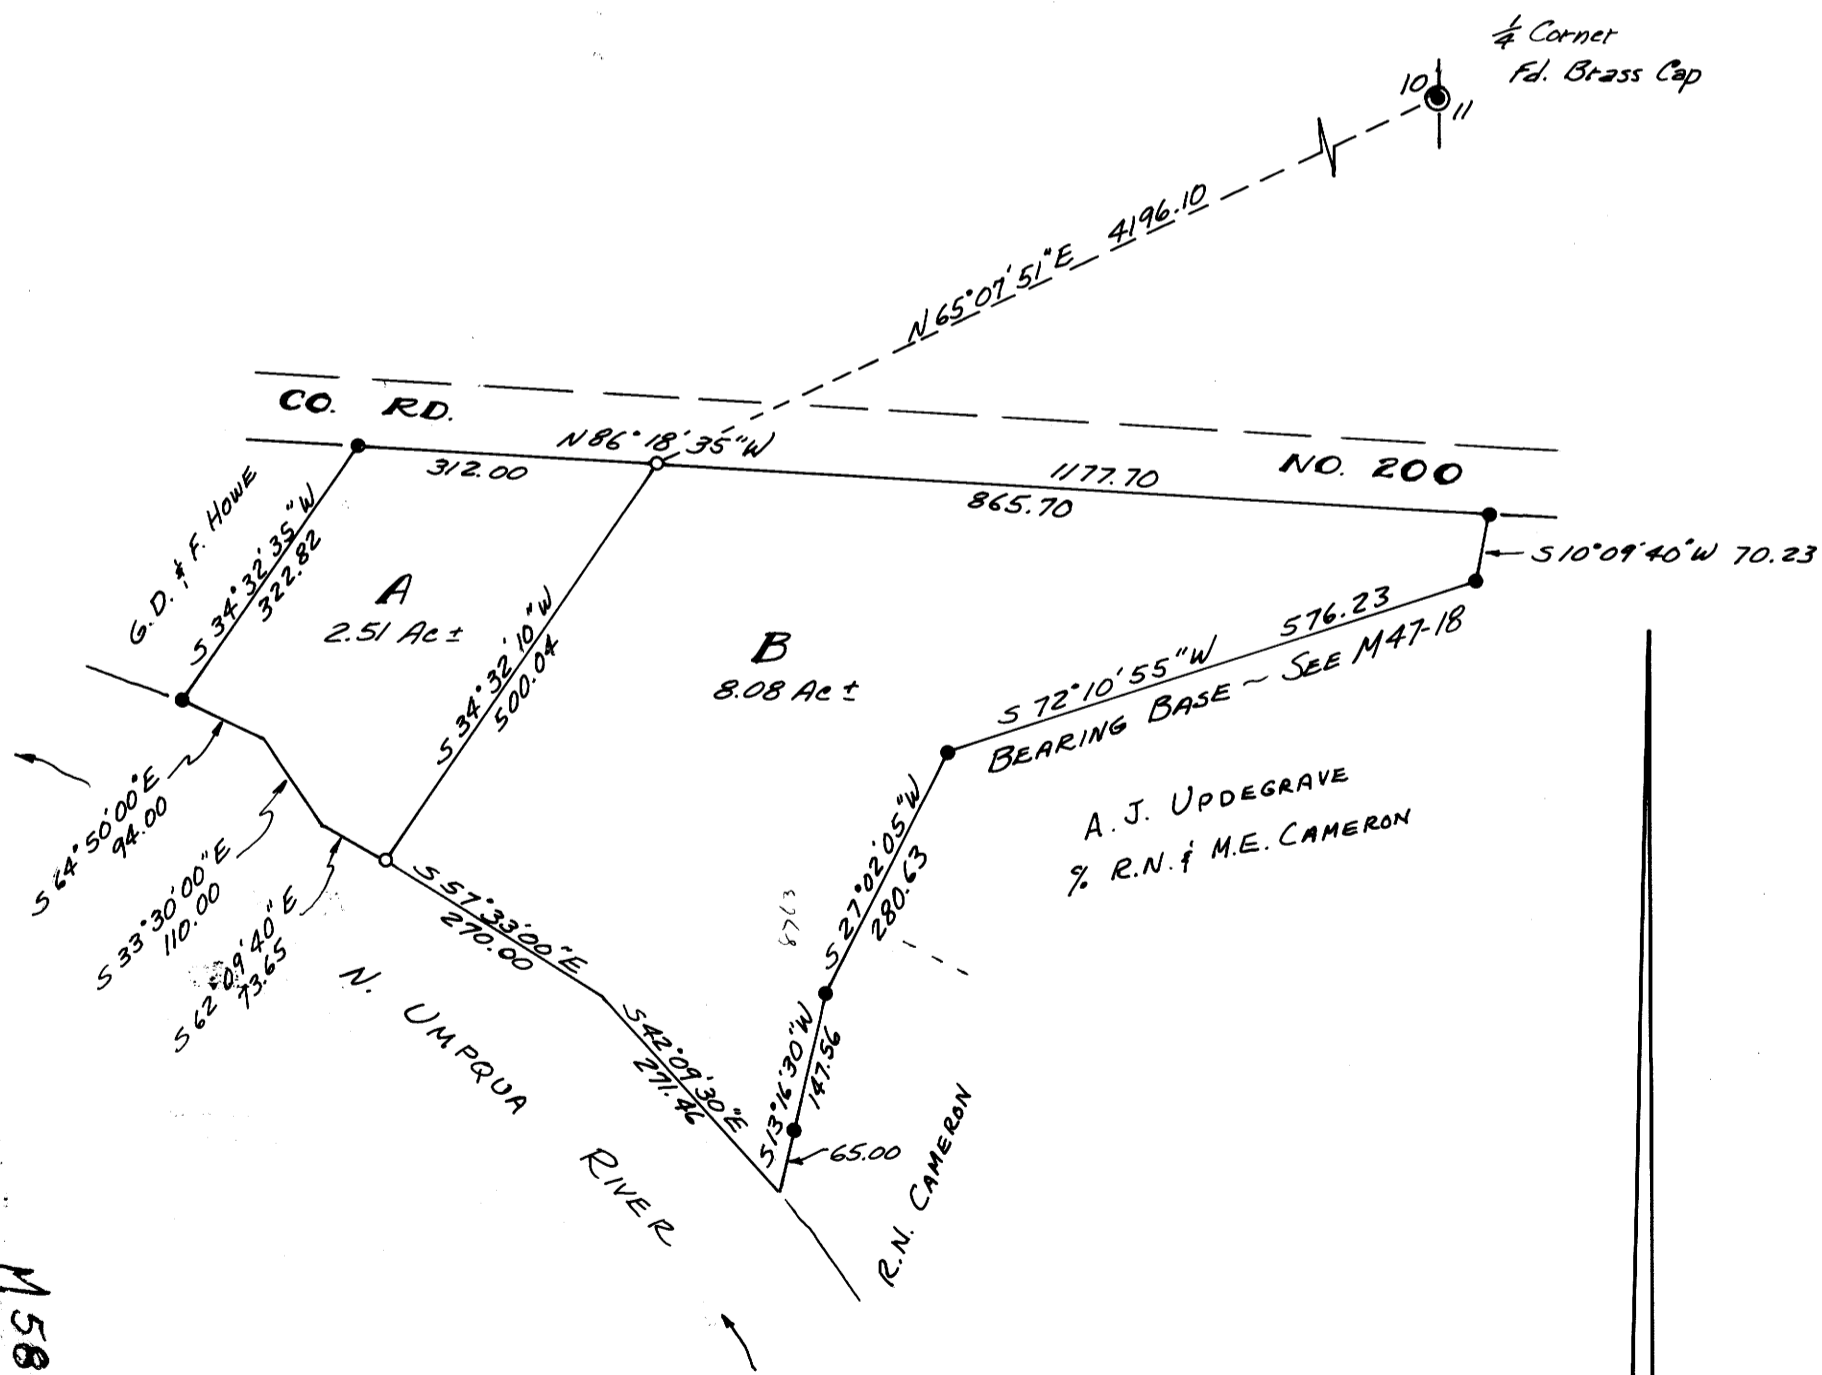 1/4 Corner
Fd. Brass Cap
10
11
N 65°07'51"E 4196.10
CO. RD.
N 86°18'35"W
312.00
1177.70
865.70
NO. 200
S 10°09'40"W 70.23
G.D. & F. HOWE
S 34°32'35"W
322.82
A
2.51 Ac ±
S 34°32'10"W
500.04
B
8.08 Ac ±
S 72°10'55"W 576.23
BEARING BASE ~ SEE M47-18
A. J. UPDEGRAVE
% R.N. & M.E. CAMERON
S 64°50'00"E
94.00
S 33°30'00"E
110.00
S 62°09'40"E
73.65
S 57°33'00"E
270.00
S 27°02'05"W
280.63
N. UMPQUA RIVER
S 42°09'30"E
271.46
S 13°16'30"W
147.56
65.00
R.N. CAMERON
M58